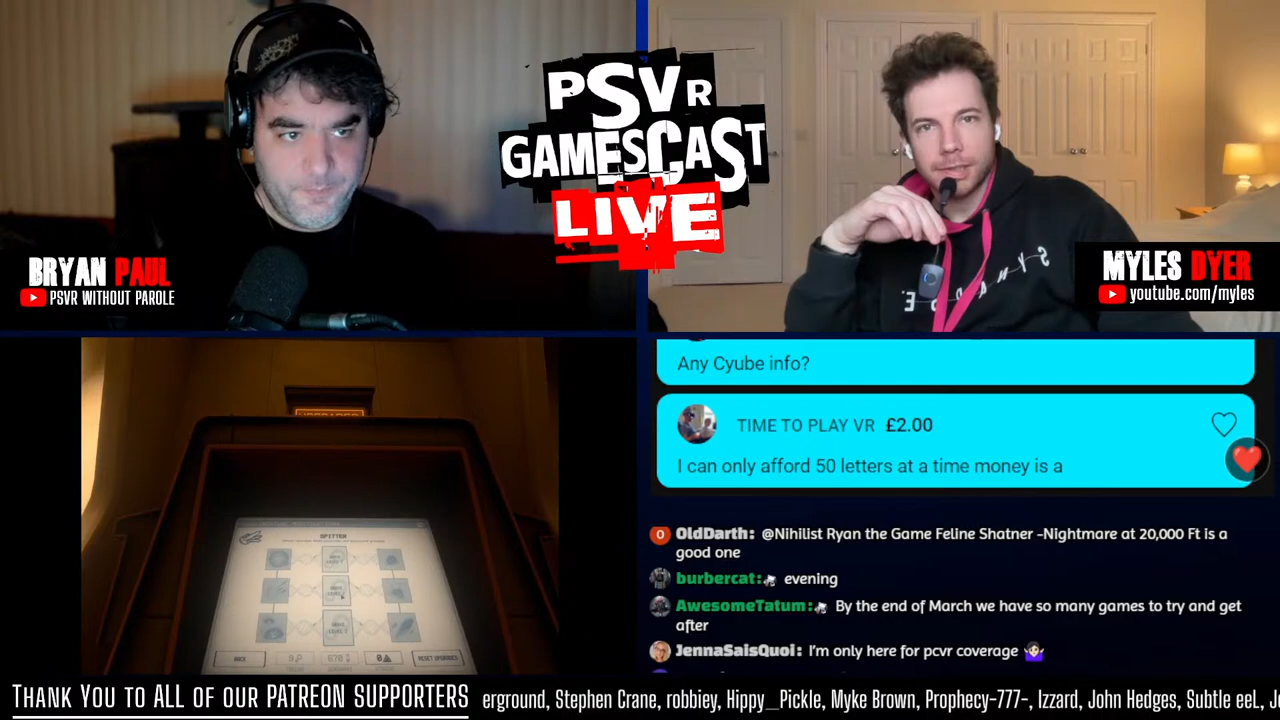 PSVR
GAMESCAST
LIVE
BRYAN PAUL
PSVR WITHOUT PAROLE
MYLES DYER
youtube.com/myles
Any Cyube info?
TIME TO PLAY VR £2.00
I can only afford 50 letters at a time money is a
OldDarth: @Nihilist Ryan the Game Feline Shatner -Nightmare at 20,000 Ft is a
good one
burbercat: evening
AwesomeTatum: By the end of March we have so many games to try and get
after
JennaSaisQuoi: I'm only here for pcvr coverage 🤷🏻‍♀️
SPITTER
BACK
RESET UPGRADES
THANK YOU TO ALL OF OUR PATREON SUPPORTERS
erground, Stephen Crane, robbiey, Hippy_Pickle, Myke Brown, Prophecy-777-, Izzard, John Hedges, Subtle eeL, J